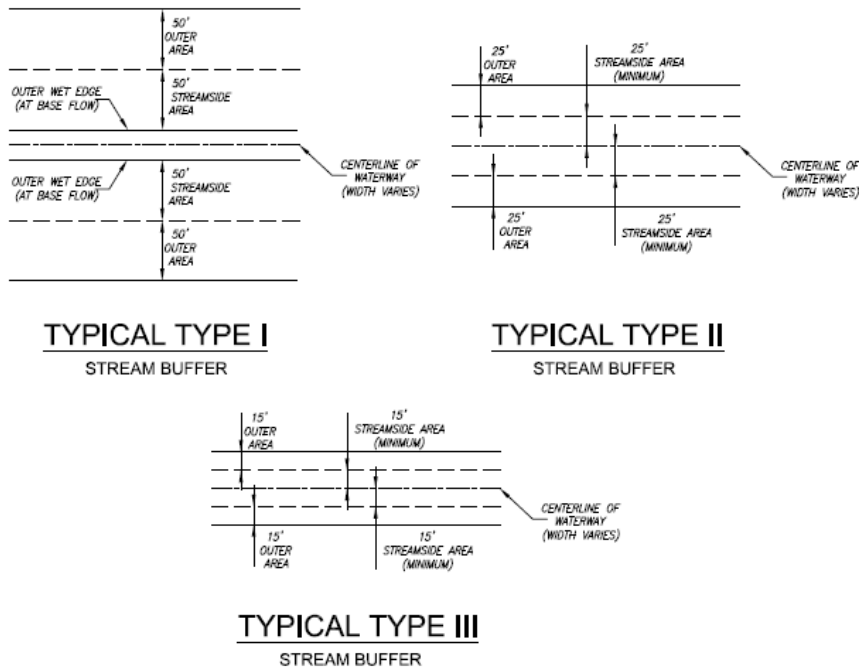 50'
OUTER
AREA
50'
STREAMSIDE
AREA
OUTER WET EDGE
(AT BASE FLOW)
CENTERLINE OF
WATERWAY
(WIDTH VARIES)
OUTER WET EDGE
(AT BASE FLOW)
50'
STREAMSIDE
AREA
50'
OUTER
AREA
TYPICAL TYPE I
STREAM BUFFER
25'
OUTER
AREA
25'
STREAMSIDE AREA
(MINIMUM)
CENTERLINE OF
WATERWAY
(WIDTH VARIES)
25'
OUTER
AREA
25'
STREAMSIDE AREA
(MINIMUM)
TYPICAL TYPE II
STREAM BUFFER
15'
OUTER
AREA
15'
STREAMSIDE AREA
(MINIMUM)
CENTERLINE OF
WATERWAY
(WIDTH VARIES)
15'
OUTER
AREA
15'
STREAMSIDE AREA
(MINIMUM)
TYPICAL TYPE III
STREAM BUFFER